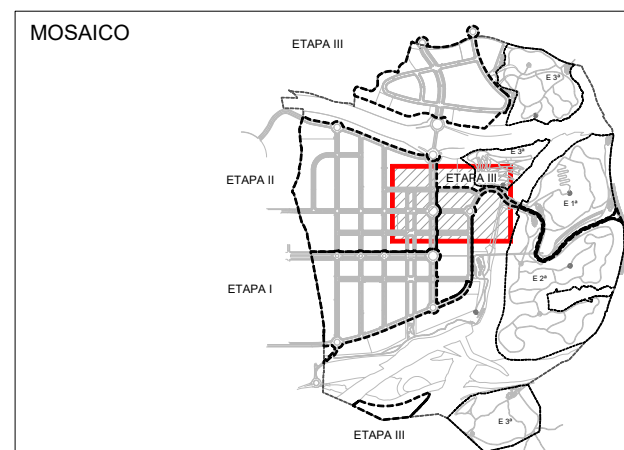 MOSAICO
ETAPA III
E 3ª
E 3ª
ETAPA II
ETAPA III
E 1ª
ETAPA I
E 2ª
E 3ª
ETAPA III